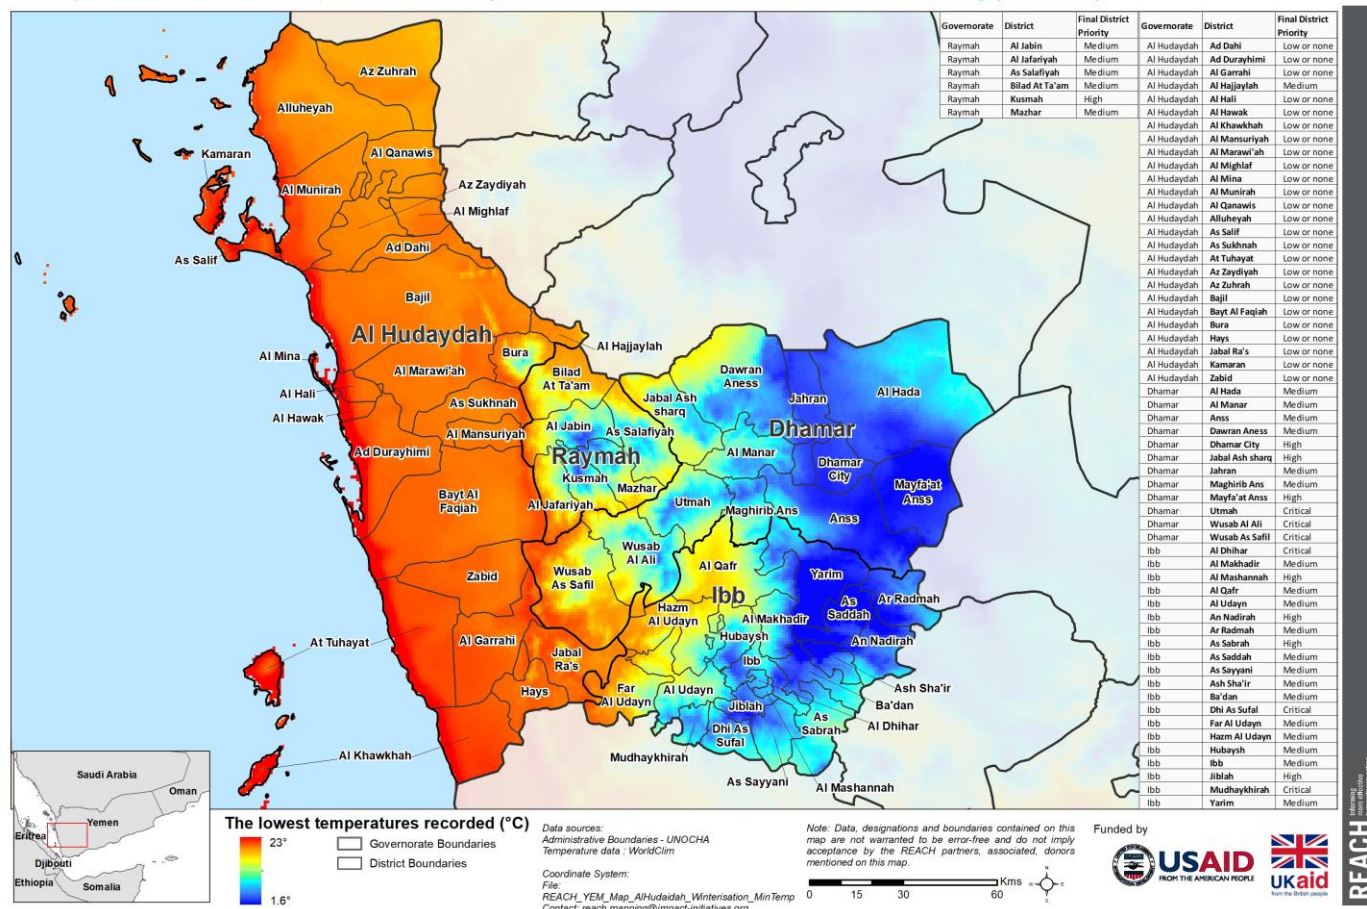 Az Zuhrah
Alluheyah
Kamaran
Al Qanawis
Al Munirah
Az Zaydiyah
Al Mighlaf
Ad Dahi
As Salif
Bajil
Al Hudaydah
Al Hajjaylah
Al Mina
Bura
Al Marawi'ah
Bilad
At Ta'am
Dawran
Aness
Al Hali
Jabal Ash
sharq
Jahran
Al Hada
As Sukhnah
Al Hawak
Al Jabin
As Salafiyah
Dhamar
Al Mansuriyah
Ad Durayhimi
Raymah
Al Manar
Dhamar
City
Kusmah
Mazhar
Mayfa'at
Anss
Bayt Al
Faqiah
Al Jafariyah
Utmah
Maghirib Ans
Anss
Wusab
Al Ali
Zabid
Wusab
As Safil
Al Qafr
Yarim
Ibb
As
Saddah
Ar Radmah
Hazm
Al Udayn
Al Makhadir
Hubaysh
An Nadirah
At Tuhayat
Al Garrahi
Jabal
Ra's
Ibb
Hays
Far
Al Udayn
Al Udayn
Jiblah
Ash Sha'ir
Ba'dan
As
Sabrah
Al Dhihar
Dhi As
Sufal
Al Khawkhah
Mudhaykhirah
As Sayyani
Al Mashannah
Governorate District Final District Priority
Raymah Al Jabin Medium
Raymah Al Jafariyah Medium
Raymah As Salafiyah Medium
Raymah Bilad At Ta'am Medium
Raymah Kusmah High
Raymah Mazhar Medium
Governorate District Final District Priority
Al Hudaydah Ad Dahi Low or none
Al Hudaydah Ad Durayhimi Low or none
Al Hudaydah Al Garrahi Low or none
Al Hudaydah Al Hajjaylah Medium
Al Hudaydah Al Hali Low or none
Al Hudaydah Al Hawak Low or none
Al Hudaydah Al Khawkhah Low or none
Al Hudaydah Al Mansuriyah Low or none
Al Hudaydah Al Marawi'ah Low or none
Al Hudaydah Al Mighlaf Low or none
Al Hudaydah Al Mina Low or none
Al Hudaydah Al Munirah Low or none
Al Hudaydah Al Qanawis Low or none
Al Hudaydah Alluheyah Low or none
Al Hudaydah As Salif Low or none
Al Hudaydah As Sukhnah Low or none
Al Hudaydah At Tuhayat Low or none
Al Hudaydah Az Zaydiyah Low or none
Al Hudaydah Az Zuhrah Low or none
Al Hudaydah Bajil Low or none
Al Hudaydah Bayt Al Faqiah Low or none
Al Hudaydah Bura Low or none
Al Hudaydah Hays Low or none
Al Hudaydah Jabal Ra's Low or none
Al Hudaydah Kamaran Low or none
Al Hudaydah Zabid Low or none
Dhamar Al Hada Medium
Dhamar Al Manar Medium
Dhamar Anss Medium
Dhamar Dawran Aness Medium
Dhamar Dhamar City High
Dhamar Jabal Ash sharq High
Dhamar Jahran Medium
Dhamar Maghirib Ans Medium
Dhamar Mayfa'at Anss High
Dhamar Utmah Critical
Dhamar Wusab Al Ali Critical
Dhamar Wusab As Safil Critical
Ibb Al Dhihar Critical
Ibb Al Makhadir Medium
Ibb Al Mashannah High
Ibb Al Qafr Medium
Ibb Al Udayn Medium
Ibb An Nadirah High
Ibb Ar Radmah Medium
Ibb As Sabrah High
Ibb As Saddah Medium
Ibb As Sayyani Medium
Ibb Ash Sha'ir Medium
Ibb Ba'dan Medium
Ibb Dhi As Sufal Critical
Ibb Far Al Udayn Medium
Ibb Hazm Al Udayn Medium
Ibb Hubaysh Medium
Ibb Ibb Medium
Ibb Jiblah High
Ibb Mudhaykhirah Critical
Ibb Yarim Medium
Saudi Arabia
Oman
Yemen
Eritrea
Djibouti
Ethiopia
Somalia
The lowest temperatures recorded (°C)
23°
1.6°
Governorate Boundaries
District Boundaries
Data sources:
Administrative Boundaries - UNOCHA
Temperature data : WorldClim
Coordinate System:
File:
REACH_YEM_Map_AlHudaidah_Winterisation_MinTemp
Contact: reach.mapping@impact-initiatives.org
Note: Data, designations and boundaries contained on this
map are not warranted to be error-free and do not imply
acceptance by the REACH partners, associated, donors
mentioned on this map.
Kms
0 15 30 60
Funded by
USAID
FROM THE AMERICAN PEOPLE
UKaid
from the British people
REACH
Informing
more effective